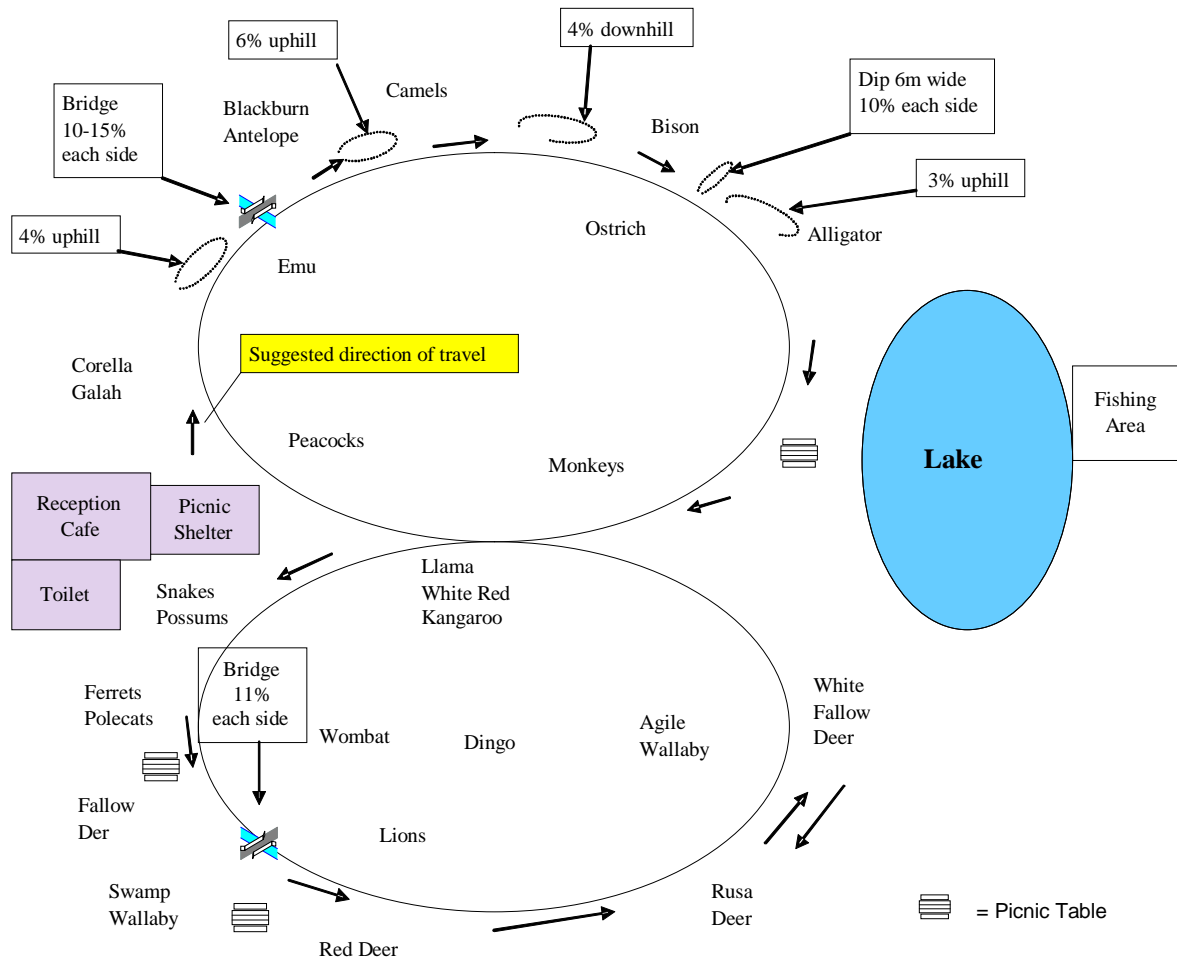 6% uphill
4% downhill
Camels
Dip 6m wide
10% each side
Bridge
10-15%
each side
Blackburn
Antelope
Bison
3% uphill
4% uphill
Ostrich
Alligator
Emu
Suggested direction of travel
Corella
Galah
Fishing
Area
Peacocks
Monkeys
Lake
Reception
Cafe
Picnic
Shelter
Toilet
Snakes
Possums
Llama
White Red
Kangaroo
Ferrets
Polecats
Bridge
11%
each side
Wombat
Dingo
Agile
Wallaby
White
Fallow
Deer
Fallow
Der
Lions
Swamp
Wallaby
Red Deer
Rusa
Deer
= Picnic Table